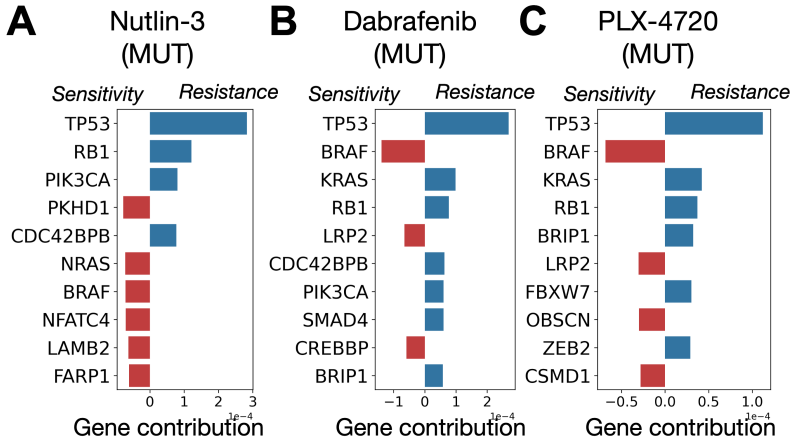 A
Nutlin-3
(MUT)
Sensitivity
Resistance
TP53
RB1
PIK3CA
PKHD1
CDC42BPB
NRAS
BRAF
NFATC4
LAMB2
FARP1
0 1 2 3
1e−4
Gene contribution
B
Dabrafenib
(MUT)
Sensitivity
Resistance
TP53
BRAF
KRAS
RB1
LRP2
CDC42BPB
PIK3CA
SMAD4
CREBBP
BRIP1
−1 0 1 2
1e−4
Gene contribution
C
PLX-4720
(MUT)
Sensitivity
Resistance
TP53
BRAF
KRAS
RB1
BRIP1
LRP2
FBXW7
OBSCN
ZEB2
CSMD1
−0.5 0.0 0.5 1.0
1e−4
Gene contribution